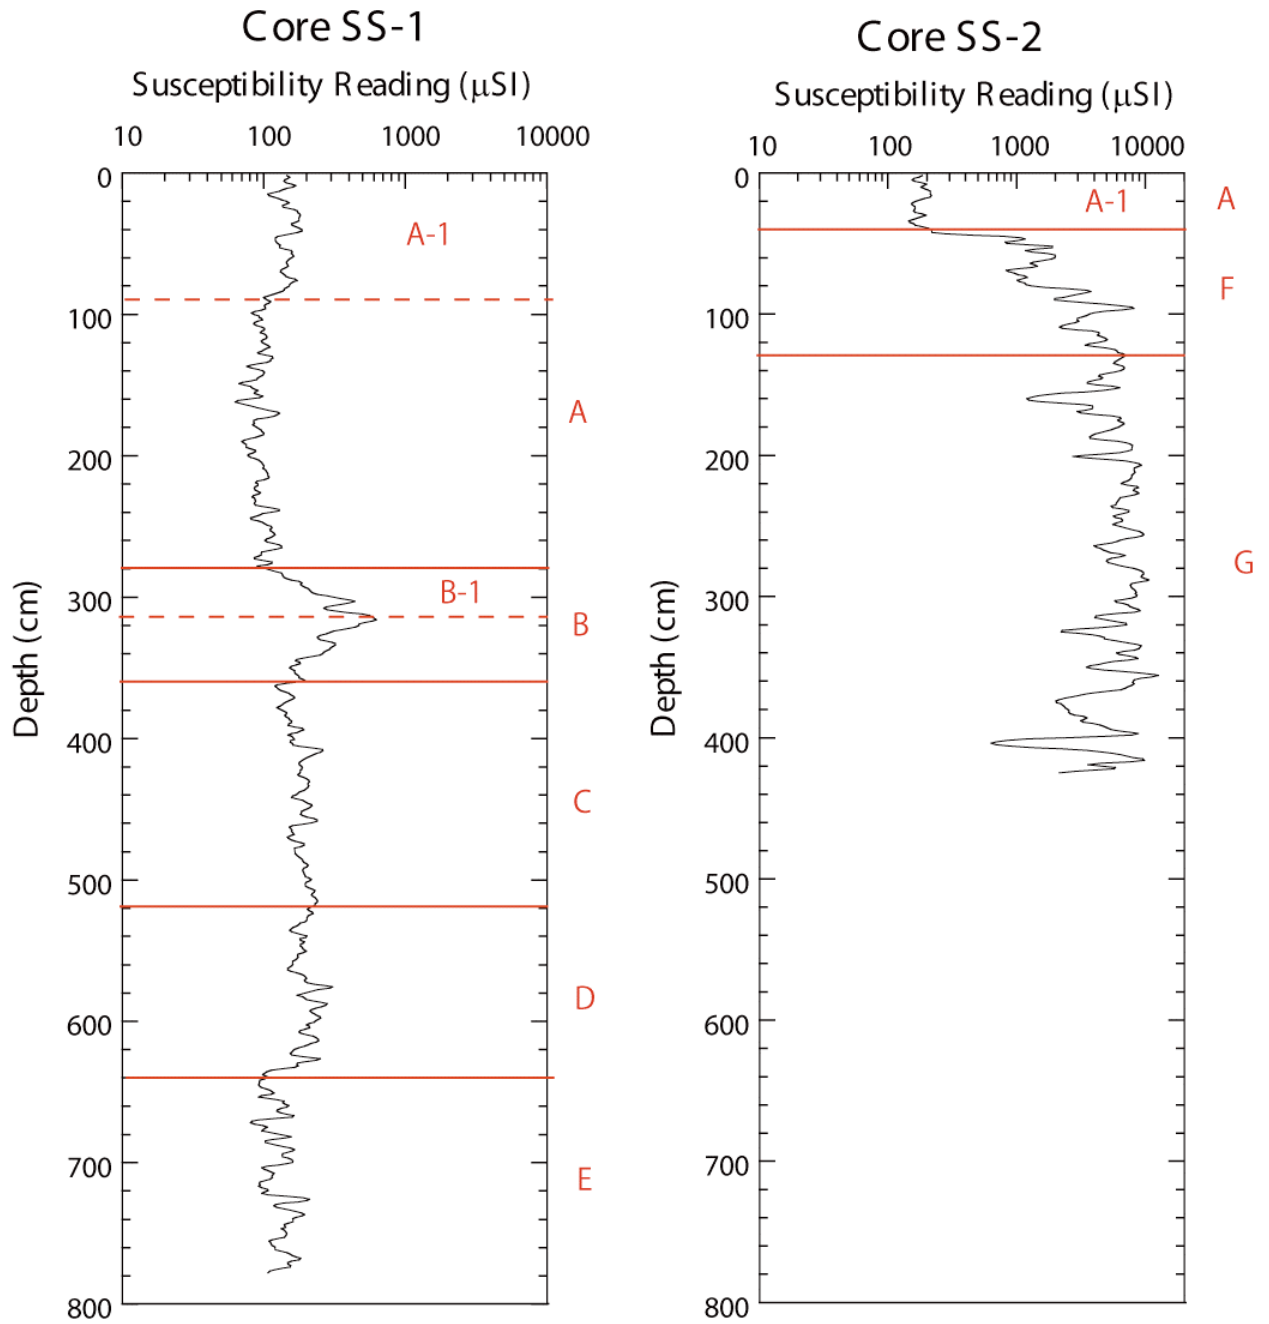 Core SS-1
Susceptibility Reading (µSI)
10 100 1000 10000
0
100
200
300
400
500
600
700
800
Depth (cm)
A-1
A
B-1
B
C
D
E
Core SS-2
Susceptibility Reading (µSI)
10 100 1000 10000
0
100
200
300
400
500
600
700
800
Depth (cm)
A-1
A
F
G